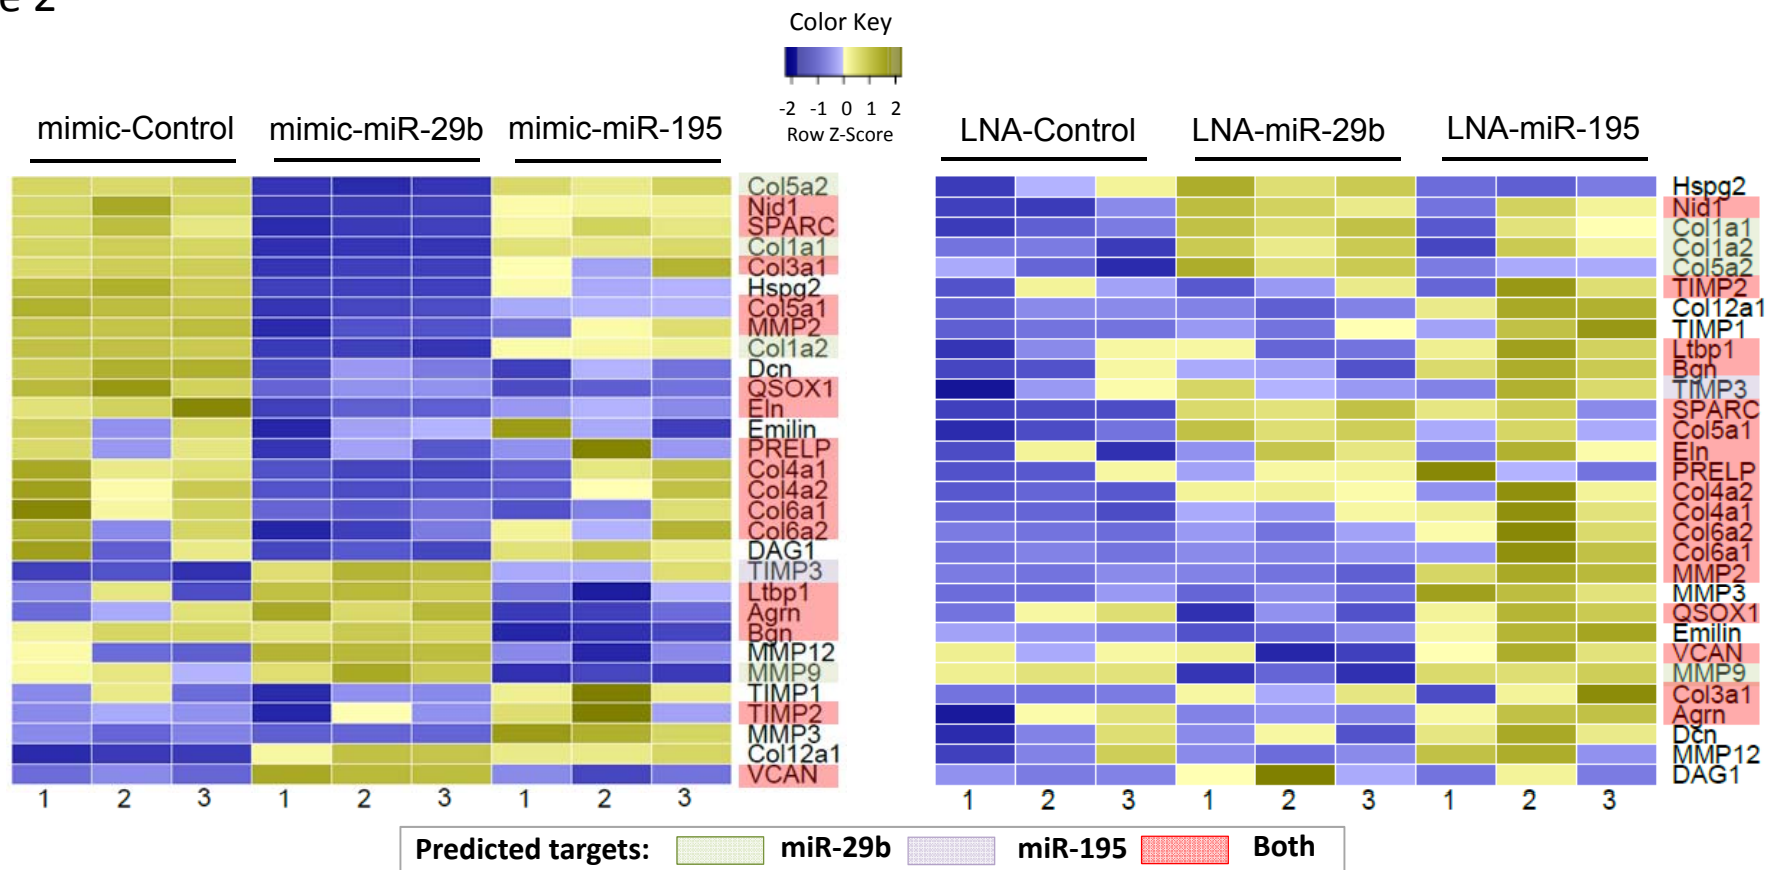 e 2
Color Key
-2 -1 0 1 2
Row Z-Score
mimic-Control mimic-miR-29b mimic-miR-195
LNA-Control LNA-miR-29b LNA-miR-195
Col5a2
Nid1
SPARC
Col1a1
Col3a1
Hspg2
Col5a1
MMP2
Col1a2
Dcn
QSOX1
Eln
Emilin
PRELP
Col4a1
Col4a2
Col6a1
Col6a2
DAG1
TIMP3
Ltbp1
Agrn
Bgn
MMP12
MMP9
TIMP1
TIMP2
MMP3
Col12a1
VCAN
1 2 3 1 2 3 1 2 3
Hspg2
Nid1
Col1a1
Col1a2
Col5a2
TIMP2
Col12a1
TIMP1
Ltbp1
Bgn
TIMP3
SPARC
Col5a1
Eln
PRELP
Col4a2
Col4a1
Col6a2
Col6a1
MMP2
MMP3
QSOX1
Emilin
VCAN
MMP9
Col3a1
Agrn
Dcn
MMP12
DAG1
1 2 3 1 2 3 1 2 3
Predicted targets: miR-29b miR-195 Both